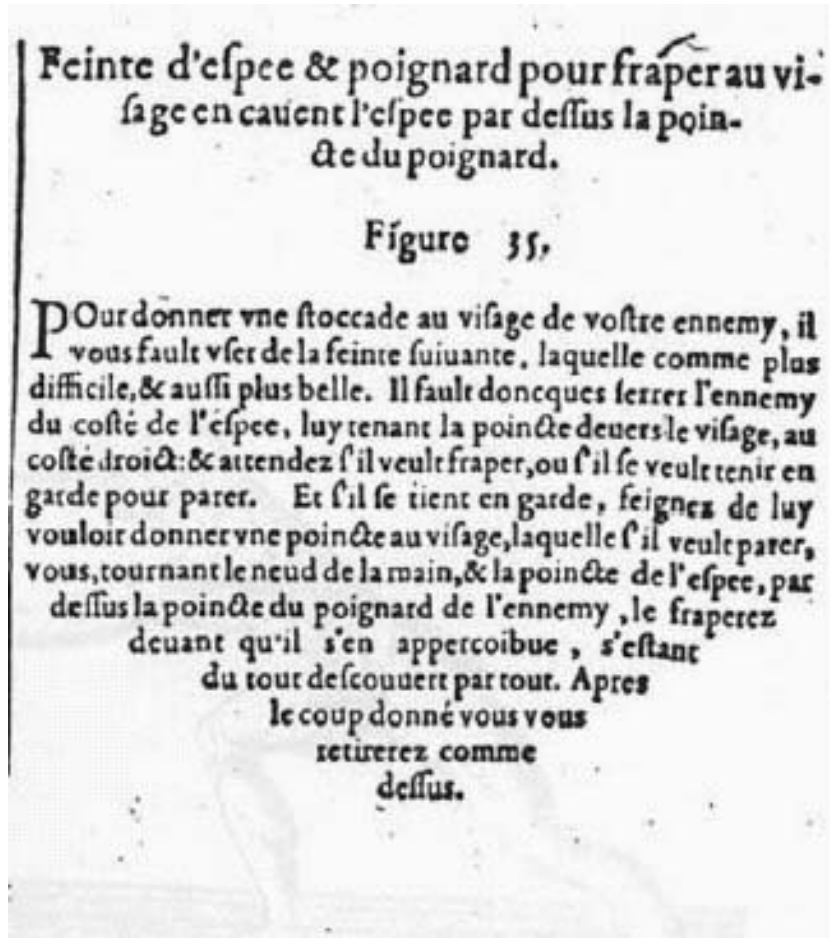 Feinte d'eſpee & poignard pour fraper au vi-
ſage en cauent l'eſpee par deſſus la poin-
cte du poignard.
Figure 35.
POur donner vne ſtoccade au viſage de voſtre ennemy, il
vous fault vſer de la feinte ſuiuante, laquelle comme plus
difficile, & auſſi plus belle. Il fault doncques ſerrer l'ennemy
du coſté de l'eſpee, luy tenant la poincte deuers le viſage, au
coſté droict: & attendez ſ'il veult fraper, ou ſ'il ſe veult tenir en
garde pour parer. Et ſ'il ſe tient en garde, feignez de luy
vouloir donner vne poincte au viſage, laquelle ſ'il veult parer,
vous, tournant le neud de la main, & la poincte de l'eſpee, par
deſſus la poincte du poignard de l'ennemy, le fraperez
deuant qu'il s'en appercoibue, s'eſtant
du tout deſcouuert par tout. Apres
le coup donné vous vous
retirerez comme
deſſus.